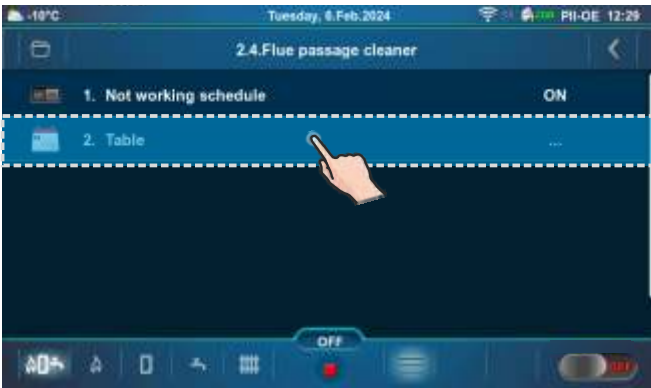 -10°C Tuesday, 6.Feb.2024 PII-OE 12:29
2.4.Flue passage cleaner
1. Not working schedule ON
2. Table ...
OFF
OFF